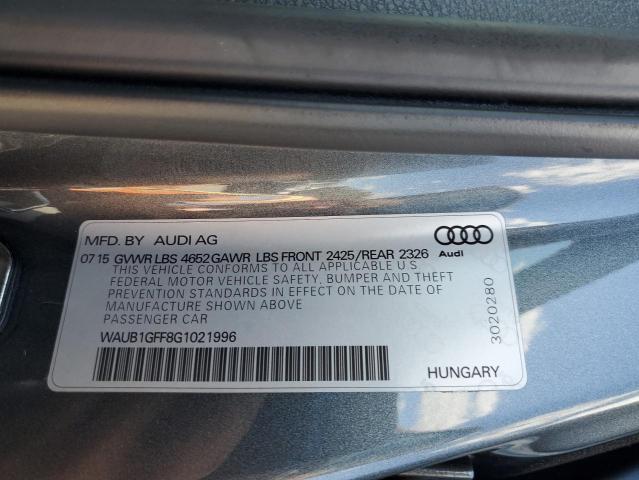 MFD. BY AUDI AG
Audi
07 15 GVWR LBS 4652 GAWR LBS FRONT 2425/REAR 2326
THIS VEHICLE CONFORMS TO ALL APPLICABLE U.S
FEDERAL MOTOR VEHICLE SAFETY, BUMPER AND THEFT
PREVENTION STANDARDS IN EFFECT ON THE DATE OF
MANUFACTURE SHOWN ABOVE
PASSENGER CAR
WAUB1GFF8G1021996
HUNGARY
3020280